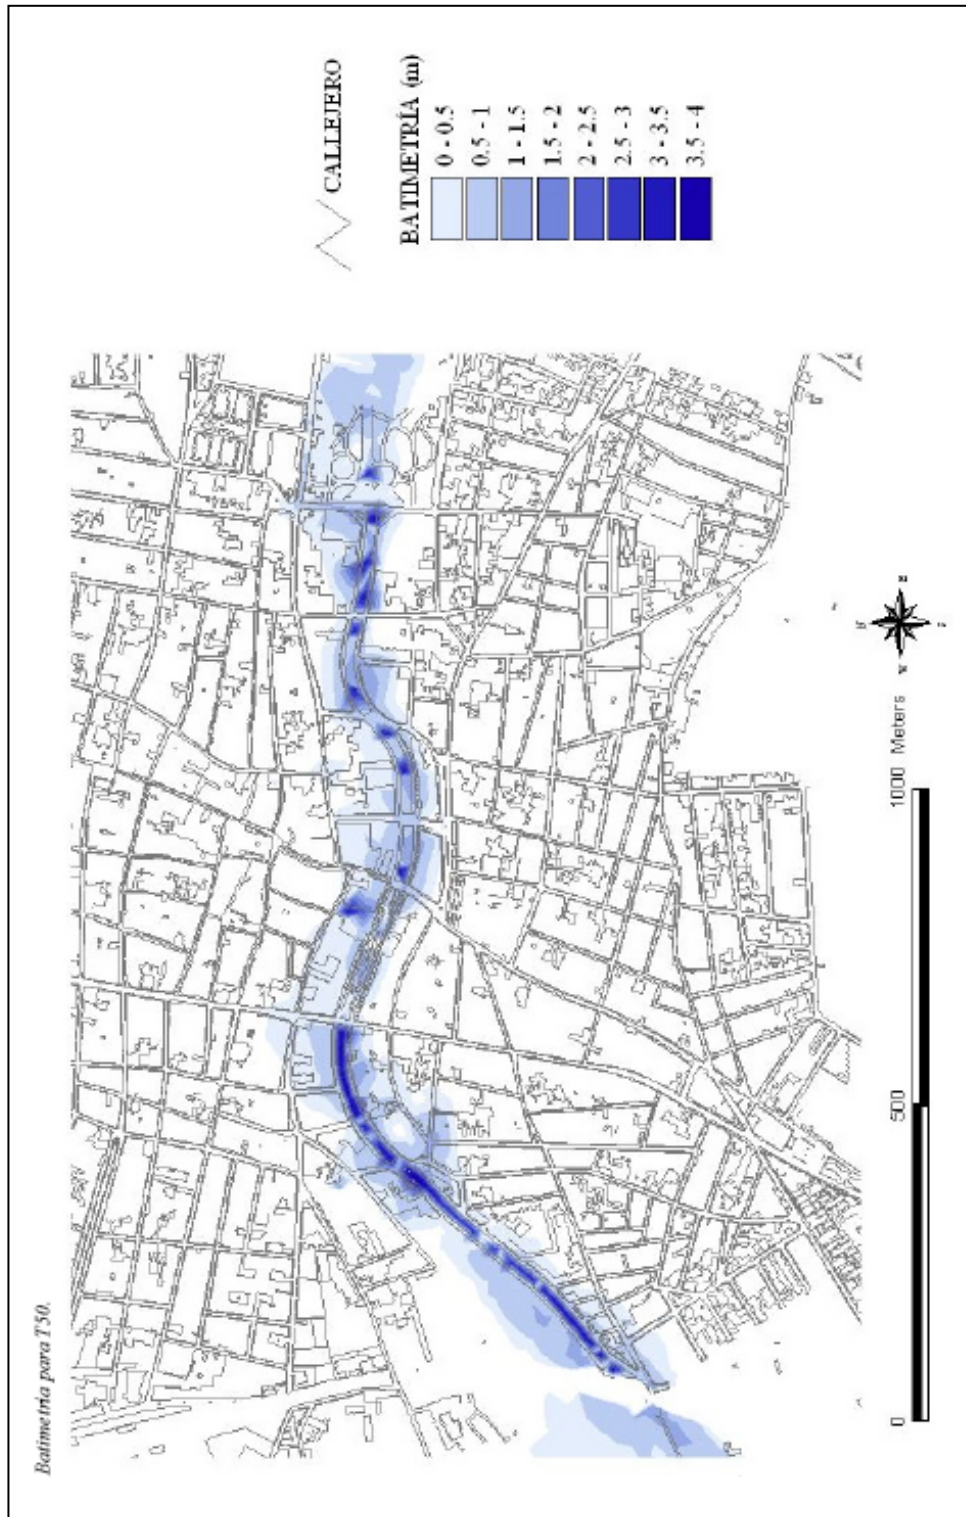 Batimetria para T50.
CALLEJERO
BATIMETRÍA (m)
0 - 0.5
0.5 - 1
1 - 1.5
1.5 - 2
2 - 2.5
2.5 - 3
3 - 3.5
3.5 - 4
0
500
1000 Meters